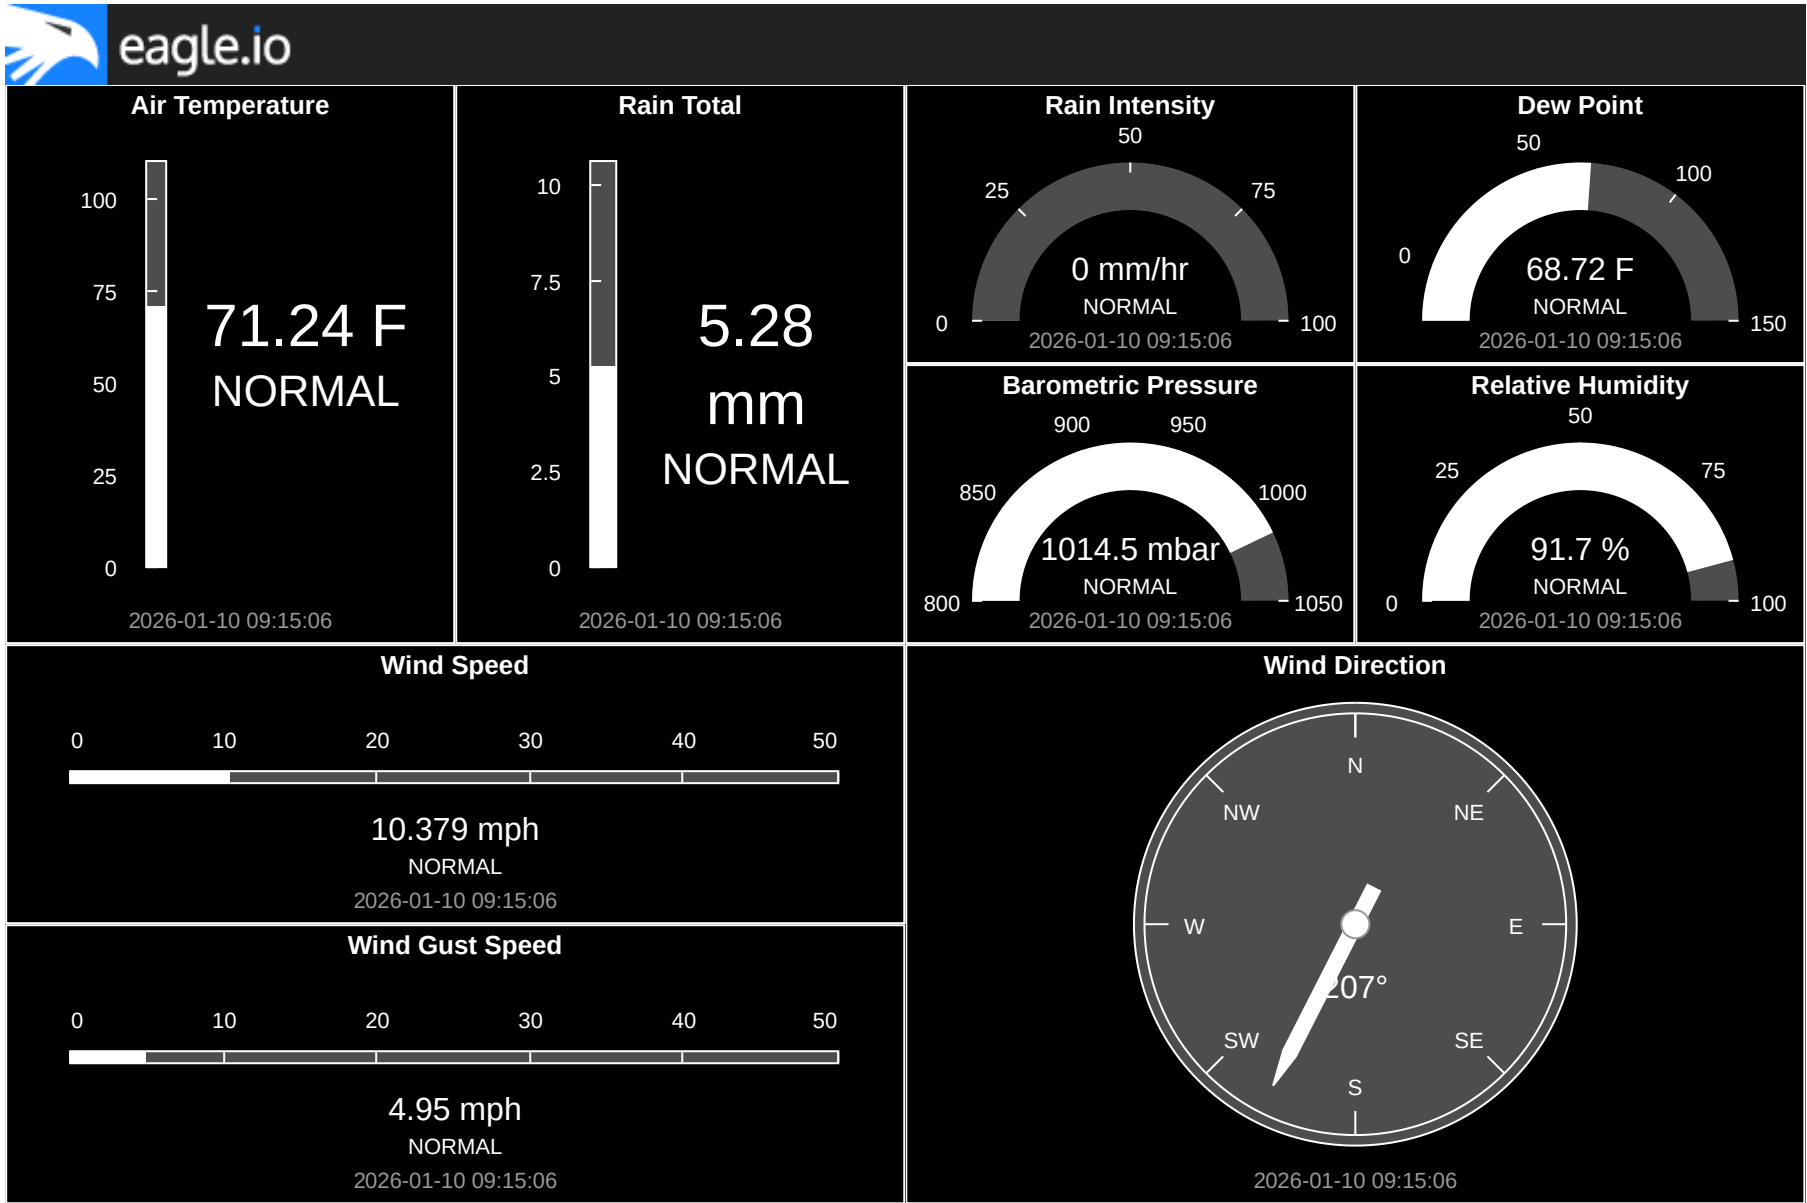 eagle.io
Air Temperature
100
75
50
25
0
71.24 F
NORMAL
2026-01-10 09:15:06
Rain Total
10
7.5
5
2.5
0
5.28
mm
NORMAL
2026-01-10 09:15:06
Rain Intensity
50
25
75
0
100
0 mm/hr
NORMAL
2026-01-10 09:15:06
Dew Point
50
100
0
150
68.72 F
NORMAL
2026-01-10 09:15:06
Barometric Pressure
900
950
850
1000
800
1050
1014.5 mbar
NORMAL
2026-01-10 09:15:06
Relative Humidity
50
25
75
0
100
91.7 %
NORMAL
2026-01-10 09:15:06
Wind Speed
0 10 20 30 40 50
10.379 mph
NORMAL
2026-01-10 09:15:06
Wind Gust Speed
0 10 20 30 40 50
4.95 mph
NORMAL
2026-01-10 09:15:06
Wind Direction
N
NW NE
W E
207°
SW SE
S
2026-01-10 09:15:06